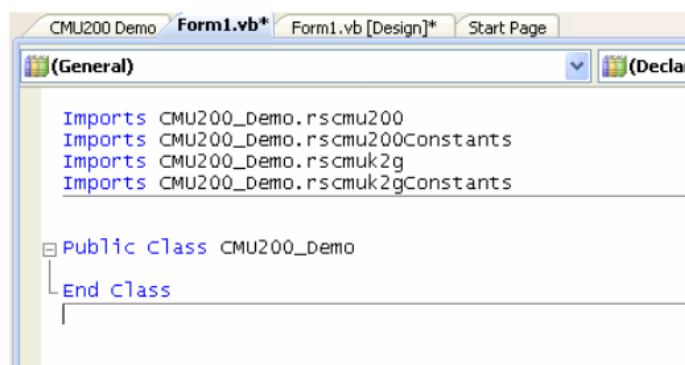 CMU200 Demo Form1.vb* Form1.vb [Design]* Start Page
(General) (Decla
Imports CMU200_Demo.rscmu200
Imports CMU200_Demo.rscmu200Constants
Imports CMU200_Demo.rscmuk2g
Imports CMU200_Demo.rscmuk2gConstants
Public Class CMU200_Demo
End Class